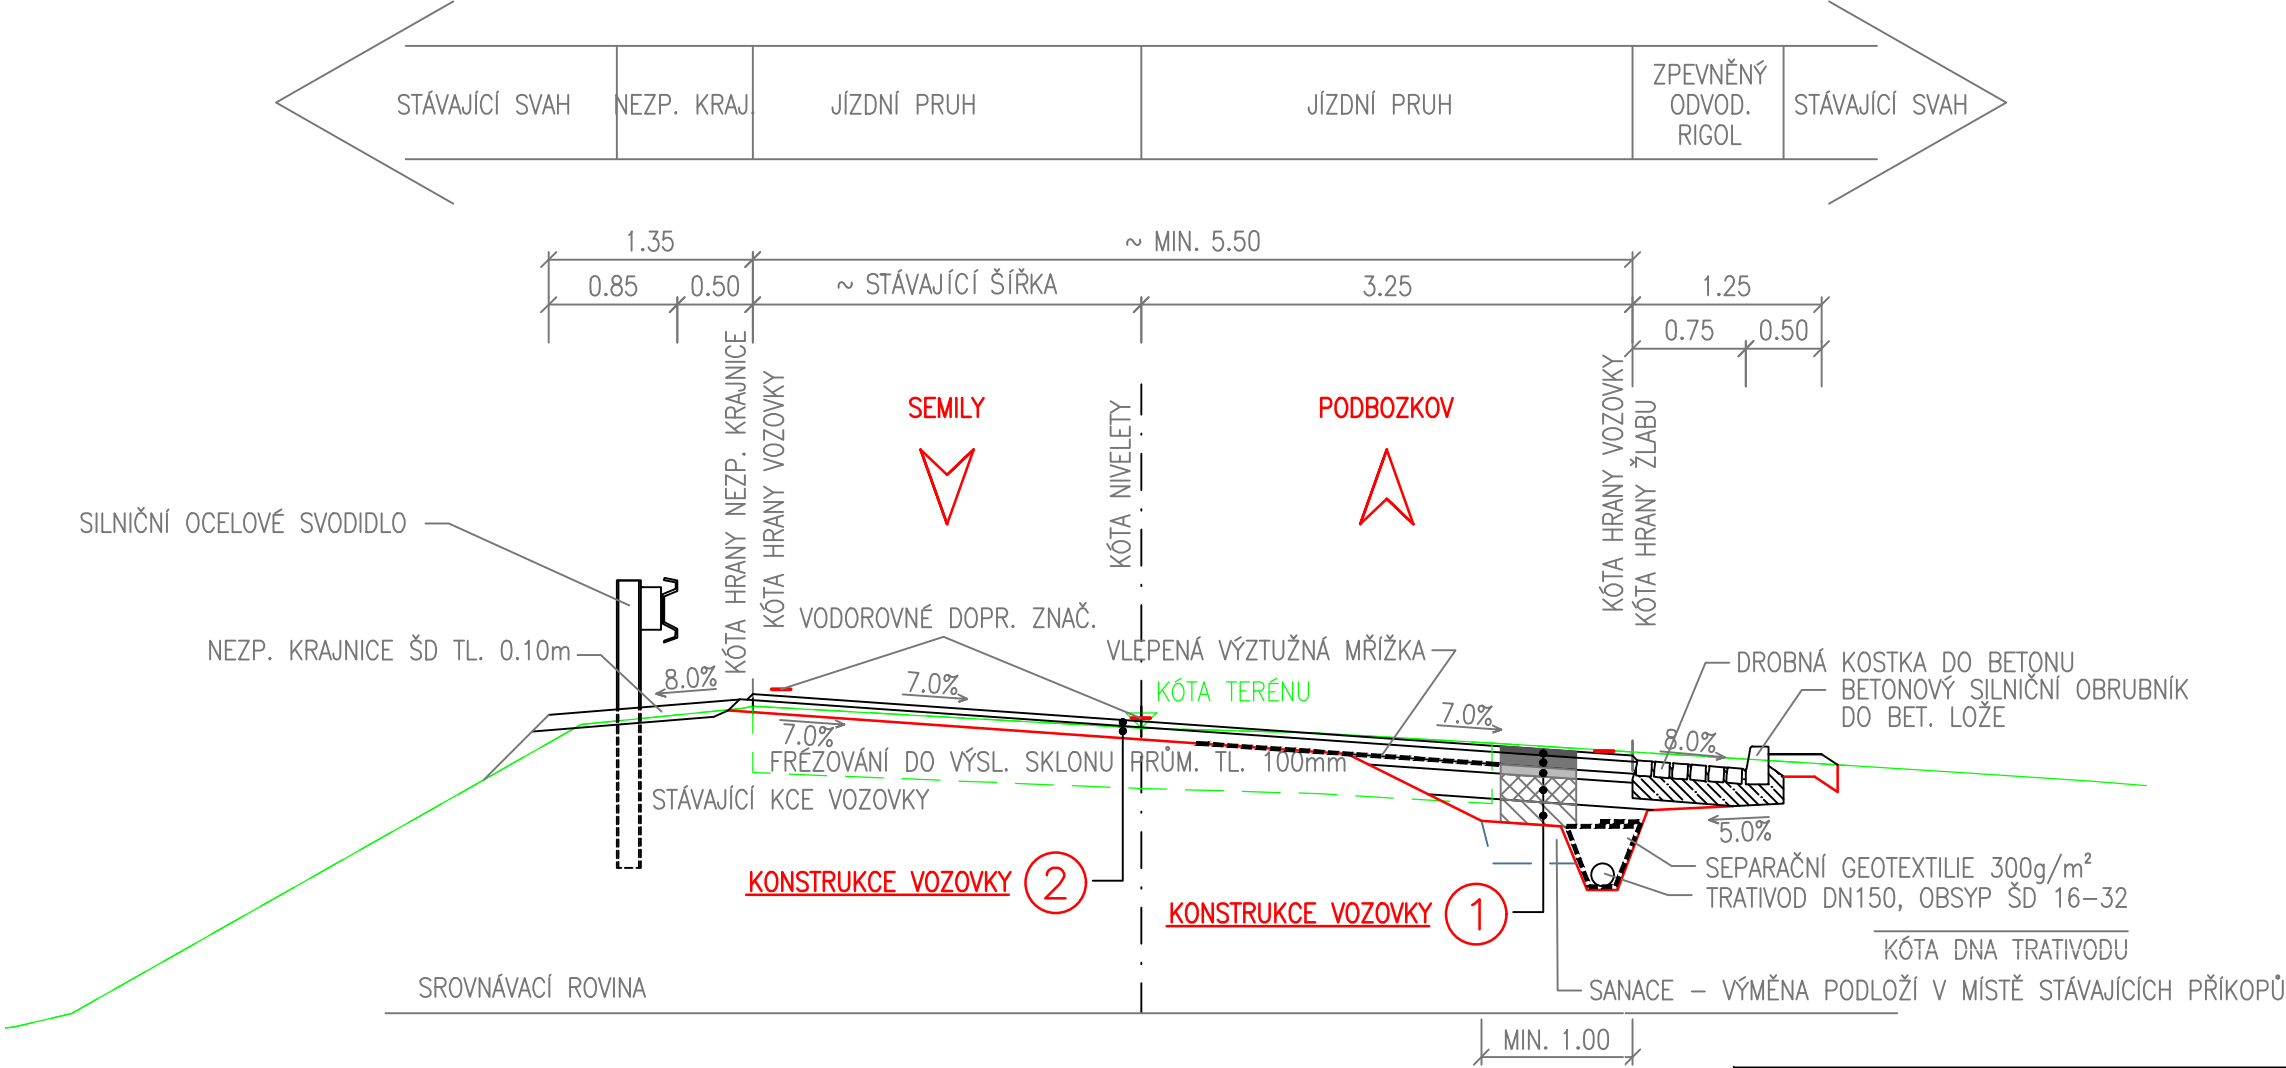 STÁVAJÍCÍ SVAH
NEZP. KRAJ.
JÍZDNÍ PRUH
JÍZDNÍ PRUH
ZPEVNĚNÝ
ODVOD.
RIGOL
STÁVAJÍCÍ SVAH
1.35
~ MIN. 5.50
0.85
0.50
~ STÁVAJÍCÍ ŠÍŘKA
3.25
1.25
0.75
0.50
KÓTA HRANY NEZP. KRAJNICE
KÓTA HRANY VOZOVKY
KÓTA NIVELETY
KÓTA HRANY VOZOVKY
KÓTA HRANY ŽLABU
SEMILY
PODBOZKOV
SILNIČNÍ OCELOVÉ SVODIDLO
VODOROVNÉ DOPR. ZNAČ.
NEZP. KRAJNICE ŠD TL. 0.10m
VLEPENÁ VÝZTUŽNÁ MŘÍŽKA
DROBNÁ KOSTKA DO BETONU
BETONOVÝ SILNIČNÍ OBRUBNÍK
DO BET. LOŽE
8.0%
7.0%
KÓTA TERÉNU
7.0%
8.0%
7.0%
FRÉZOVÁNÍ DO VÝSL. SKLONU PRŮM. TL. 100mm
STÁVAJÍCÍ KCE VOZOVKY
5.0%
KONSTRUKCE VOZOVKY 2
SEPARAČNÍ GEOTEXTILIE 300g/m²
TRATIVOD DN150, OBSYP ŠD 16-32
KONSTRUKCE VOZOVKY 1
KÓTA DNA TRATIVODU
SROVNÁVACÍ ROVINA
SANACE - VÝMĚNA PODLOŽÍ V MÍSTĚ STÁVAJÍCÍCH PŘÍKOPŮ
MIN. 1.00